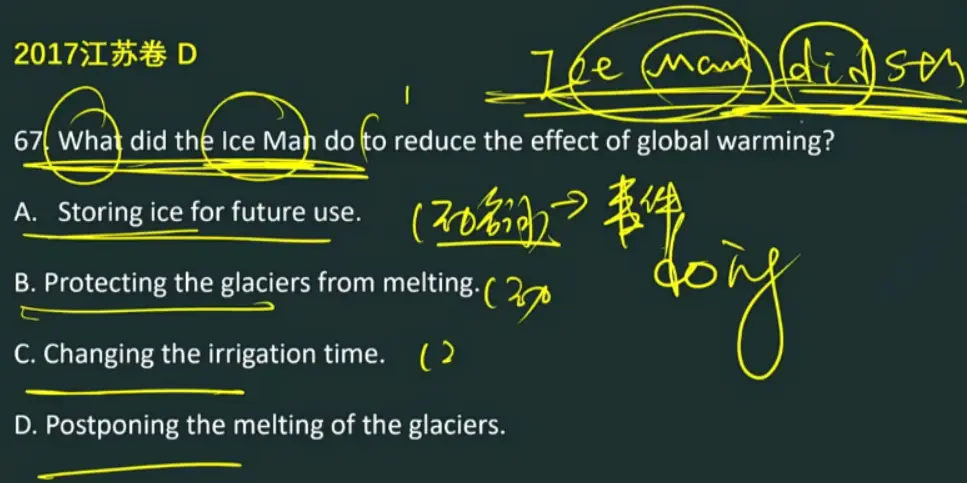 2017江苏卷 D
Ice man did sth
67. What did the Ice Man do to reduce the effect of global warming?
A. Storing ice for future use.
(动名词) → 事件
B. Protecting the glaciers from melting. (动
doing
C. Changing the irrigation time.
D. Postponing the melting of the glaciers.